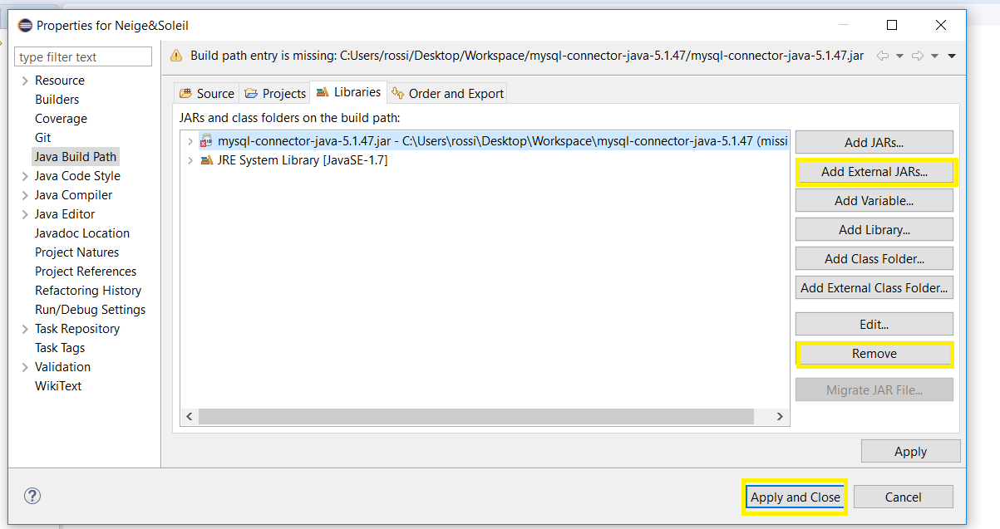 Properties for Neige&Soleil
type filter text
Build path entry is missing: C:Users/rossi/Desktop/Workspace/mysql-connector-java-5.1.47/mysql-connector-java-5.1.47.jar
Resource
Builders
Coverage
Git
Java Build Path
Java Code Style
Java Compiler
Java Editor
Javadoc Location
Project Natures
Project References
Refactoring History
Run/Debug Settings
Task Repository
Task Tags
Validation
WikiText
Source
Projects
Libraries
Order and Export
JARs and class folders on the build path:
mysql-connector-java-5.1.47.jar - C:\Users\rossi\Desktop\Workspace\mysql-connector-java-5.1.47 (missi
JRE System Library [JavaSE-1.7]
Add JARs...
Add External JARs...
Add Variable...
Add Library...
Add Class Folder...
Add External Class Folder...
Edit...
Remove
Migrate JAR File...
Apply
?
Apply and Close
Cancel